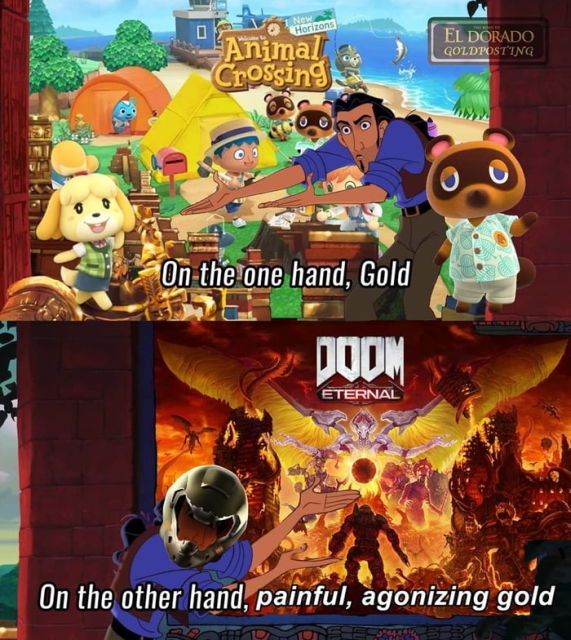 Welcome to
New Horizons
Animal Crossing
EL DORADO
GOLDPOSTING
On the one hand, Gold
DOOM
ETERNAL
On the other hand, painful, agonizing gold